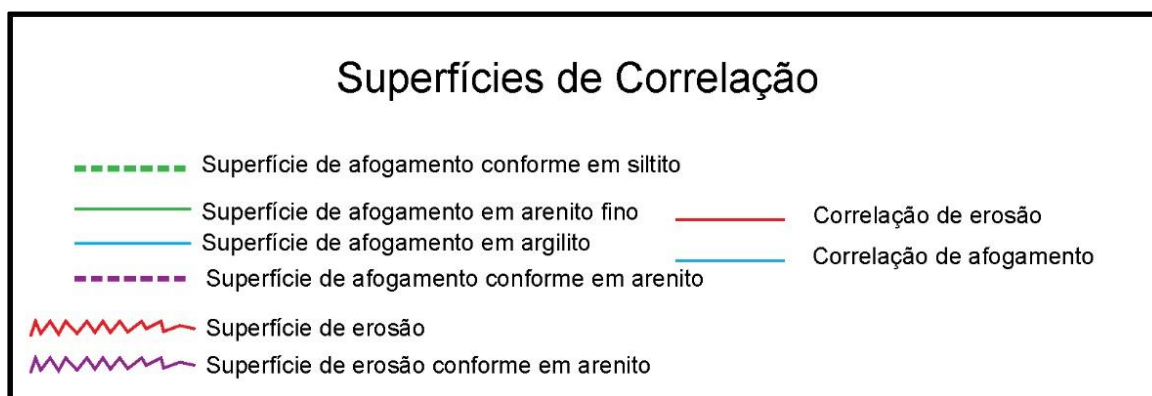 Superfícies de Correlação
Superfície de afogamento conforme em siltito
Superfície de afogamento em arenito fino
Superfície de afogamento em argilito
Superfície de afogamento conforme em arenito
Superfície de erosão
Superfície de erosão conforme em arenito
Correlação de erosão
Correlação de afogamento